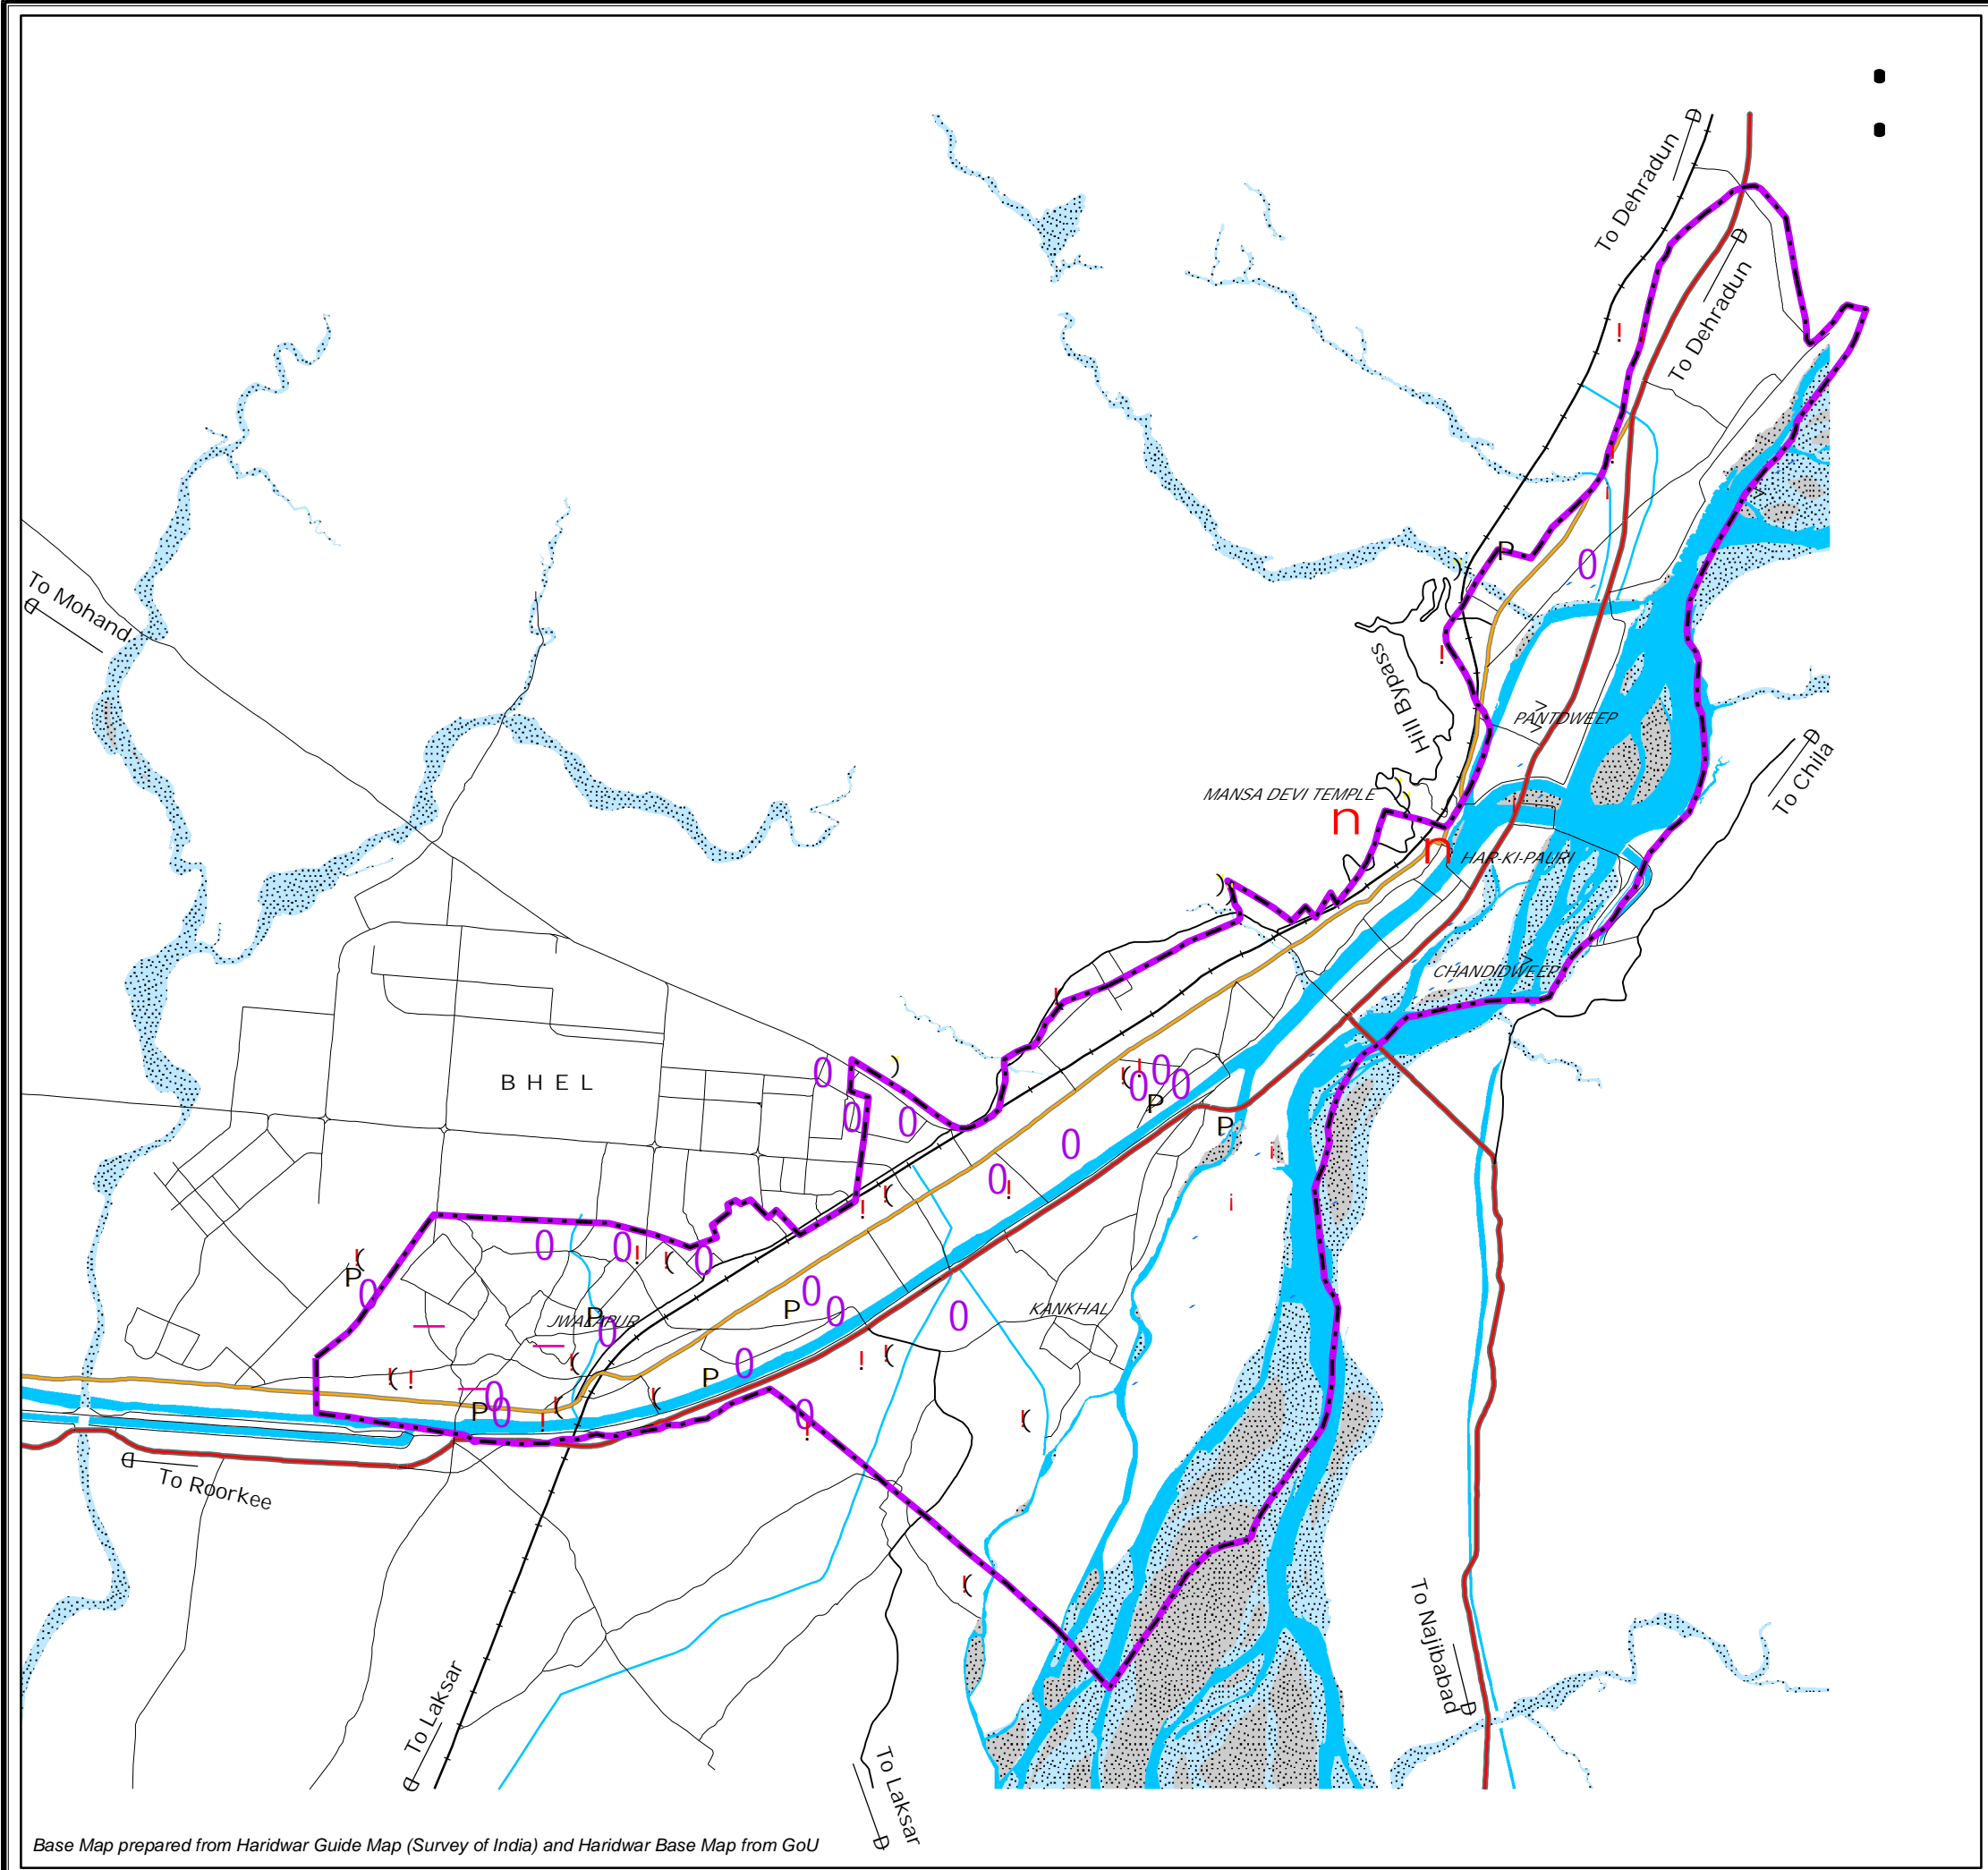 To Dehradun
To Dehradun
To Mohand
Hill Bypass
PANTDWEEP
To Chila
MANSA DEVI TEMPLE
HAR-KI-PAURI
CHANDIDWEEP
BHEL
KANKHAL
JWALAPUR
To Roorkee
To Najibabad
To Laksar
To Laksar
Base Map prepared from Haridwar Guide Map (Survey of India) and Haridwar Base Map from GoU